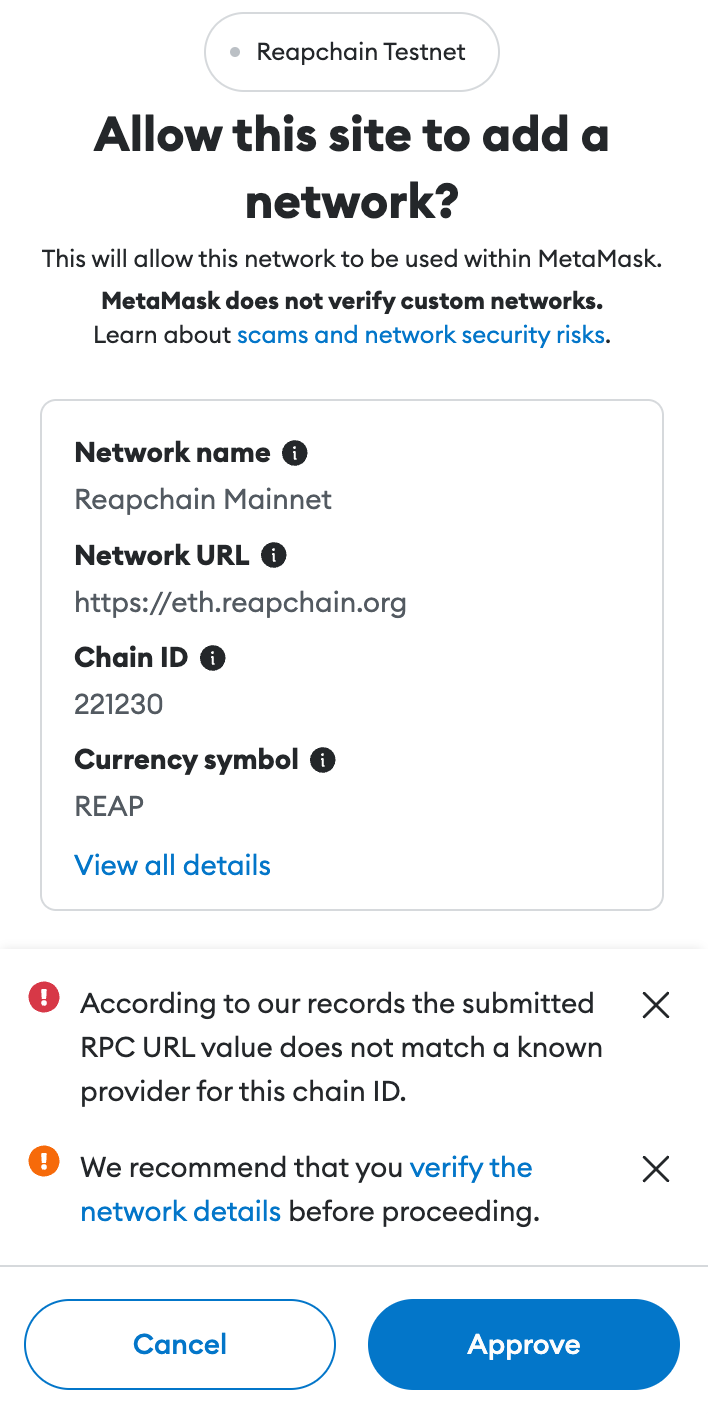 Reapchain Testnet
Allow this site to add a
network?
This will allow this network to be used within MetaMask.
MetaMask does not verify custom networks.
Learn about scams and network security risks.
Network name
Reapchain Mainnet
Network URL
https://eth.reapchain.org
Chain ID
221230
Currency symbol
REAP
View all details
According to our records the submitted
RPC URL value does not match a known
provider for this chain ID.
We recommend that you verify the
network details before proceeding.
Cancel
Approve